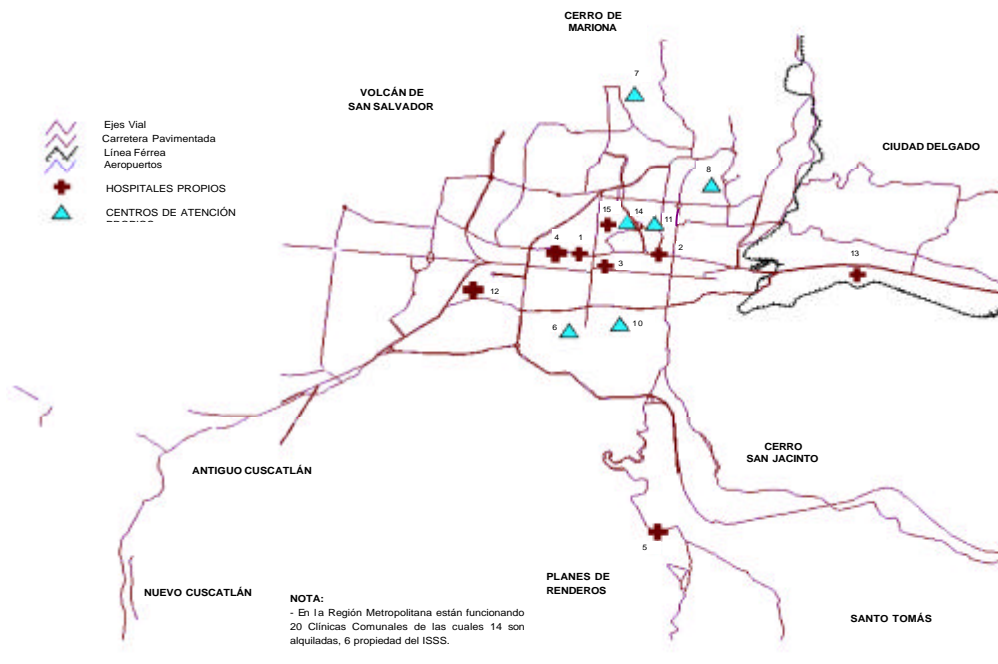 CERRO DE
MARIONA
7
VOLCÁN DE
SAN SALVADOR
Ejes Vial
Carretera Pavimentada
Línea Férrea
Aeropuertos
HOSPITALES PROPIOS
CENTROS DE ATENCIÓN
CIUDAD DELGADO
8
15
14
11
4
1
2
3
13
12
6
10
CERRO
SAN JACINTO
ANTIGUO CUSCATLÁN
5
NUEVO CUSCATLÁN
PLANES DE
RENDEROS
SANTO TOMÁS
NOTA:
- En la Región Metropolitana están funcionando
20 Clínicas Comunales de las cuales 14 son
alquiladas, 6 propiedad del ISSS.